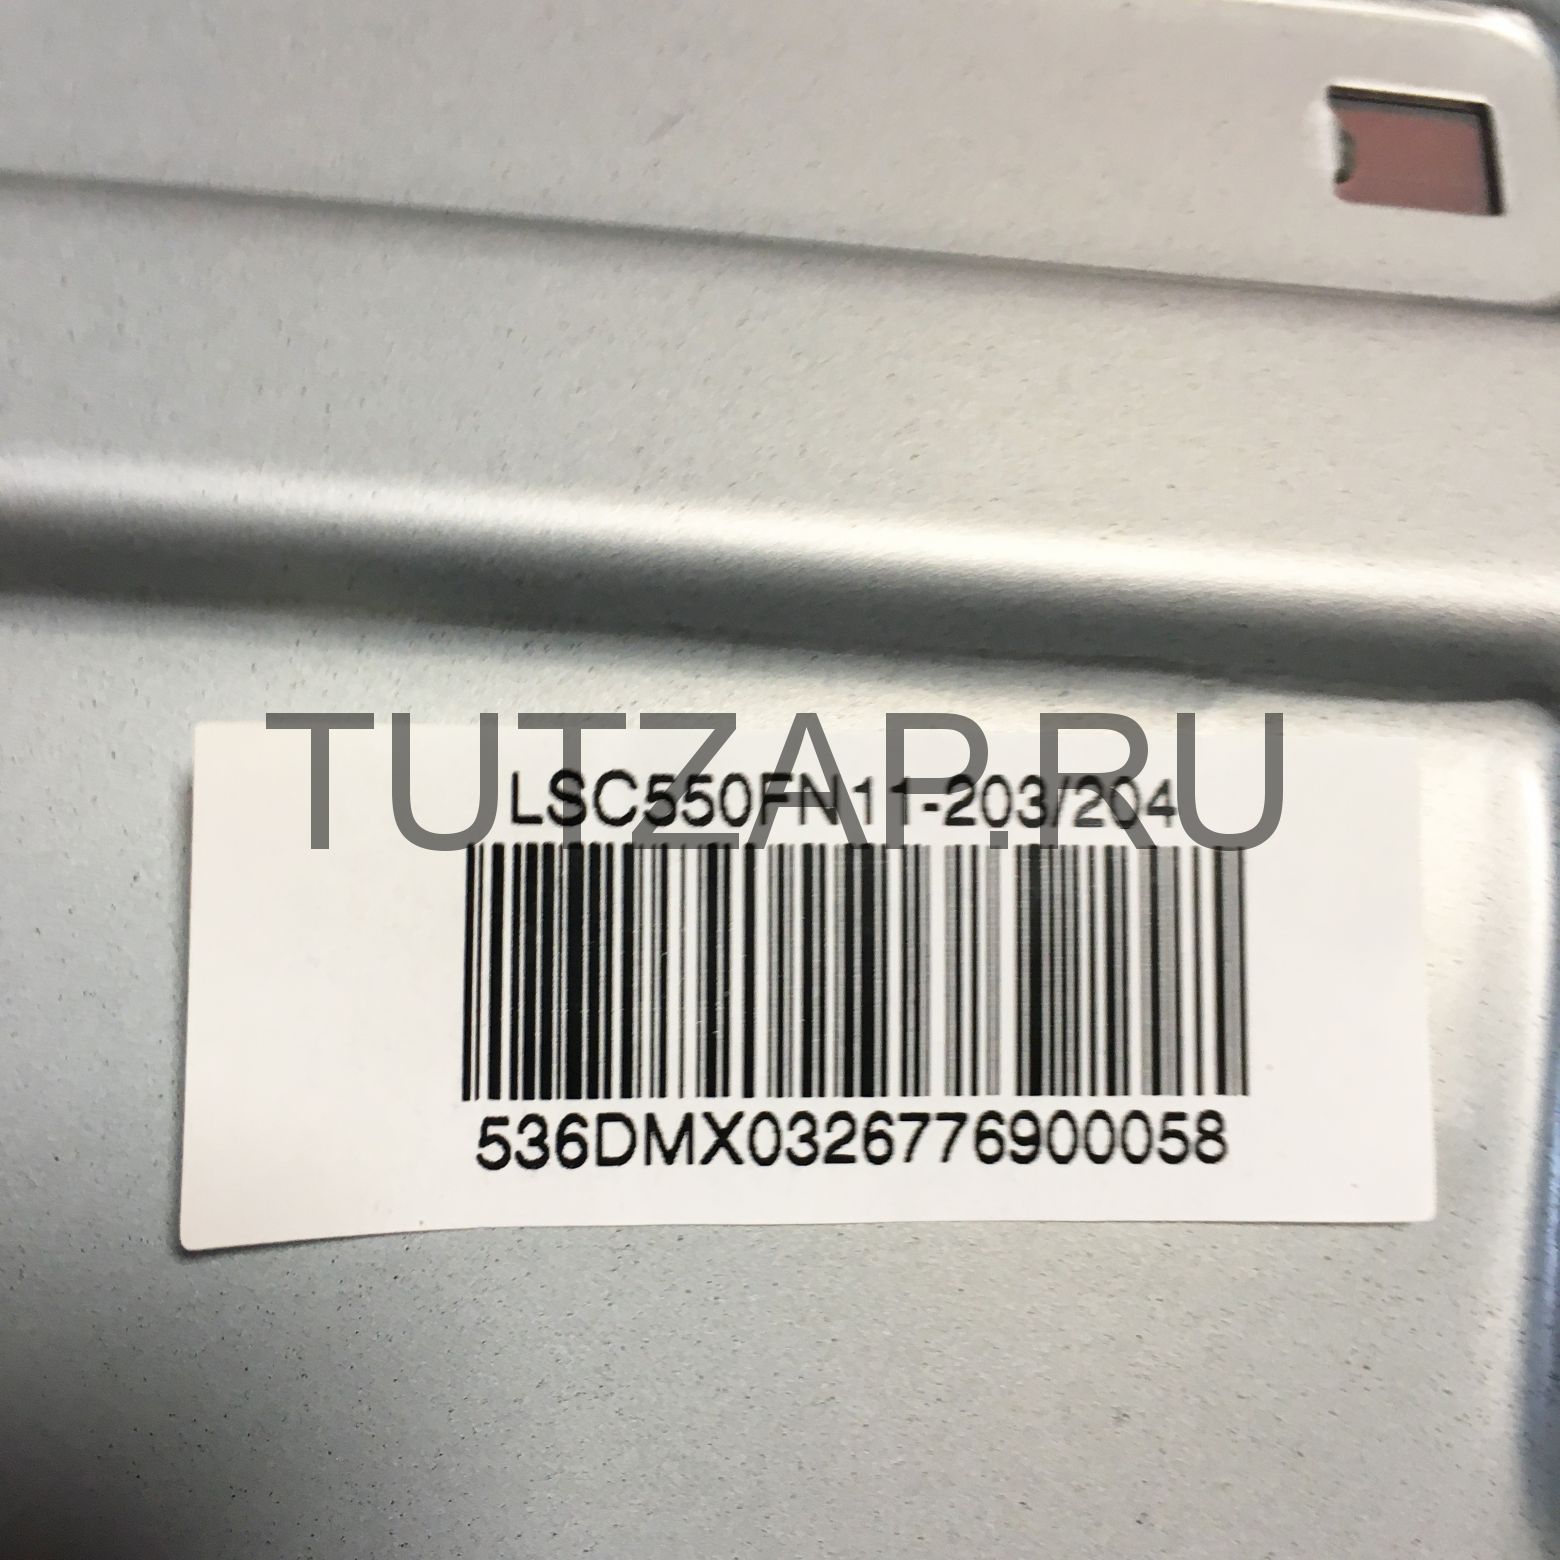 TUTZAP.RU
LSC550FN11-203/204
536DMX0326776900058